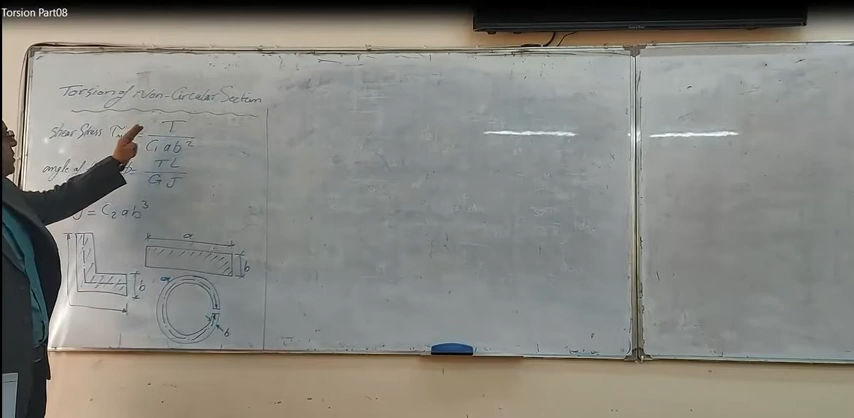 Torsion Part08
Torsion of Non-Circular Section
Shear Stress T
C₁ab²
angle of TL
GJ
J = C₂ab³
a
b
b
a
b